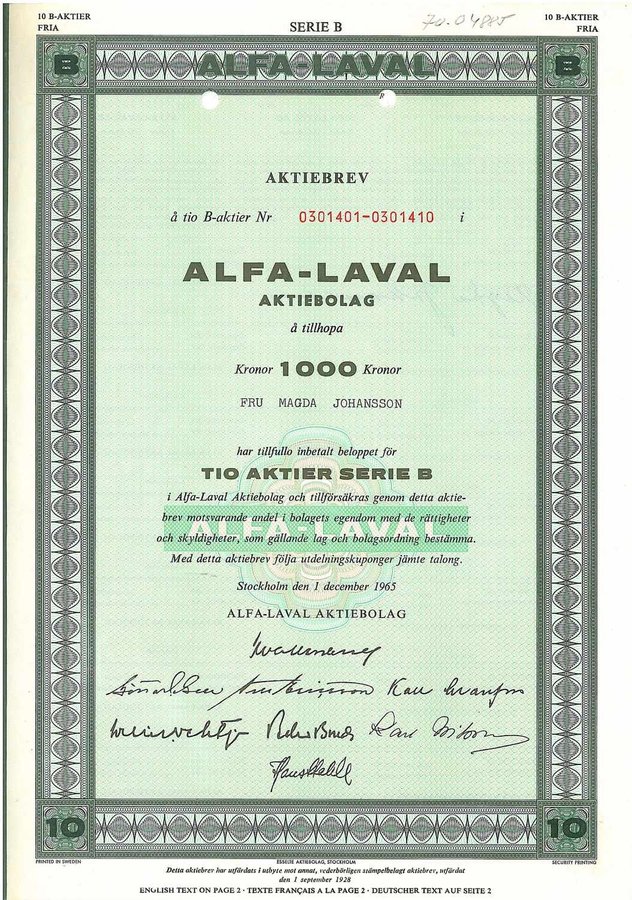 10 B-AKTIER
FRIA
SERIE B
10 B-AKTIER
FRIA
B ALFA-LAVAL B
AKTIEBREV
å tio B-aktier Nr 0301401-0301410 i
ALFA-LAVAL
AKTIEBOLAG
å tillhopa
Kronor 1000 Kronor
FRU MAGDA JOHANSSON
har tillfullo inbetalt beloppet för
TIO AKTIER SERIE B
i Alfa-Laval Aktiebolag och tillförsäkras genom detta aktie-
brev motsvarande andel i bolagets egendom med de rättigheter
och skyldigheter, som gällande lag och bolagsordning bestämma.
Med detta aktiebrev följa utdelningskuponger jämte talong.
ALFA-LAVAL
Stockholm den 1 december 1965
ALFA-LAVAL AKTIEBOLAG
10
10
PRINTED IN SWEDEN
ESSELTE AKTIEBOLAG, STOCKHOLM
SECURITY PRINTING
Detta aktiebrev har utfärdats i utbyte mot annat, vederbörligen stämpelbelagt aktiebrev, utfärdat
den 1 september 1928
ENGLISH TEXT ON PAGE 2 · TEXTE FRANÇAIS A LA PAGE 2 · DEUTSCHER TEXT AUF SEITE 2